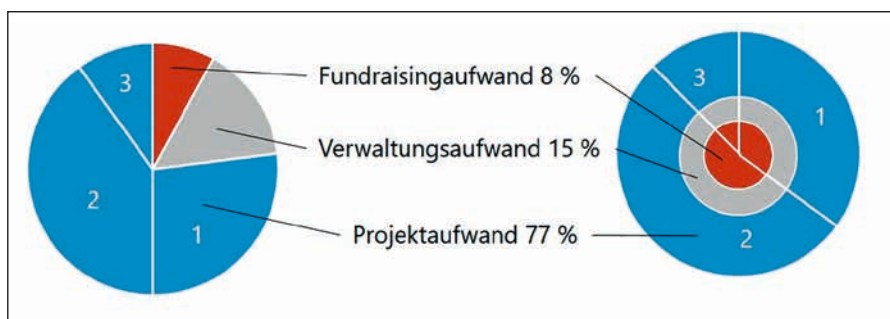 3
2
1
Fundraisingaufwand 8 %
Verwaltungsaufwand 15 %
Projektaufwand 77 %
3
1
2